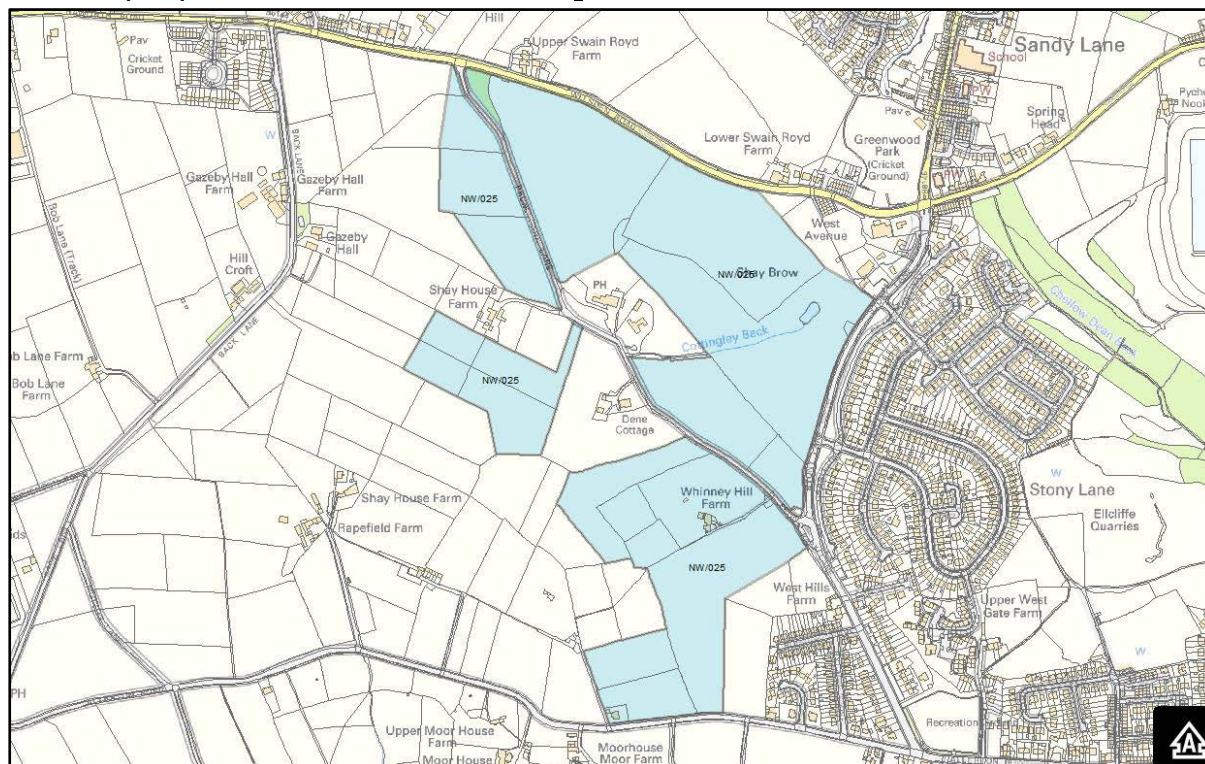 Hill
Pav
Cricket
Ground
Upper Swain Royd
Farm
Sandy Lane
School
Spring
Head
Pav
Lower Swain Royd
Farm
Greenwood
Park
(Cricket
Ground)
W
BACK LANE
Gazeby Hall
Farm
Gazeby Hall
Farm
NW/025
West
Avenue
Gazeby
Hall
Bob Lane (Track)
Hill
Croft
NW/025
Shay Brow
Shay House
Farm
PH
Cottingley Beck
Chellow Dean Beck
BACK LANE
ob Lane Farm
Bob Lane
Farm
NW/025
Dene
Cottage
W
Shay House Farm
Whinney Hill
Farm
Stony Lane
Ellcliffe
Quarries
Rapefield Farm
NW/025
West Hills
Farm
Upper West
Gate Farm
W
PH
Upper Moor House
Farm
Moor House
Moorhouse
Moor Farm
Recreation
A